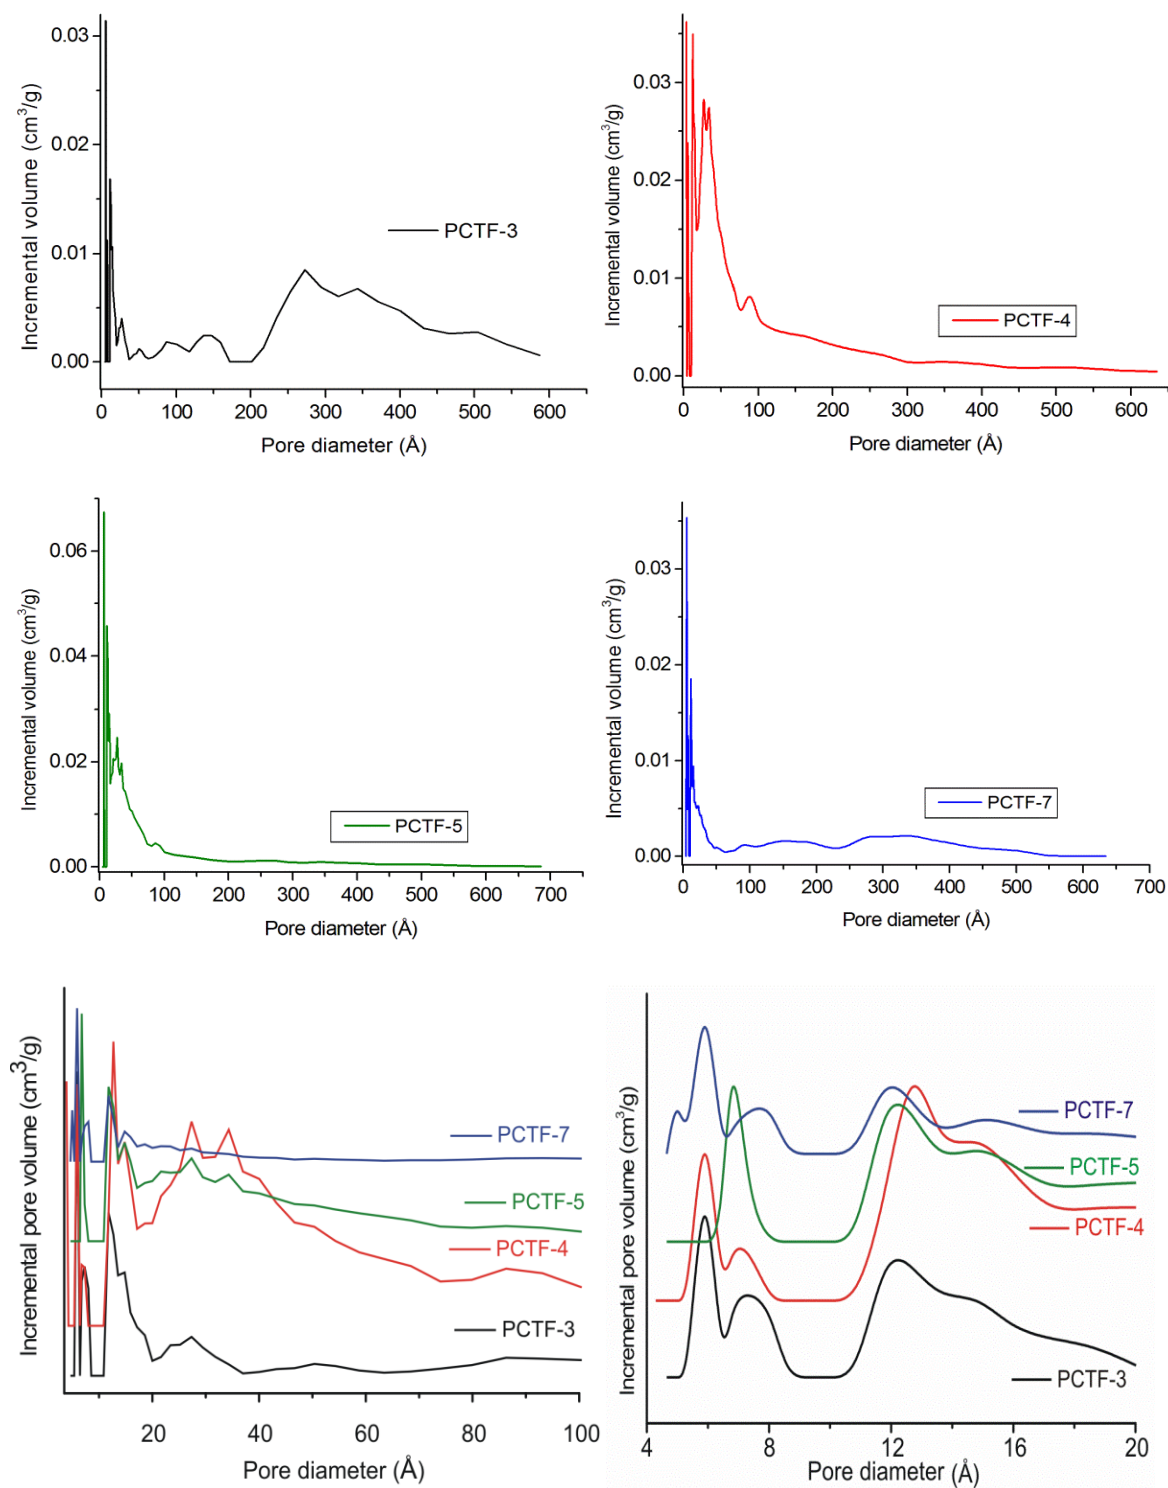 0.03
0.02
0.01
0.00
Incremental volume (cm³/g)
PCTF-3
0 100 200 300 400 500 600
Pore diameter (Å)
0.03
0.02
0.01
0.00
Incremental volume (cm³/g)
PCTF-4
0 100 200 300 400 500 600
Pore diameter (Å)
0.06
0.04
0.02
0.00
Incremental volume (cm³/g)
PCTF-5
0 100 200 300 400 500 600 700
Pore diameter (Å)
0.03
0.02
0.01
0.00
Incremental volume (cm³/g)
PCTF-7
0 100 200 300 400 500 600 700
Pore diameter (Å)
Incremental pore volume (cm³/g)
PCTF-7
PCTF-5
PCTF-4
PCTF-3
20 40 60 80 100
Pore diameter (Å)
Incremental pore volume (cm³/g)
PCTF-7
PCTF-5
PCTF-4
PCTF-3
4 8 12 16 20
Pore diameter (Å)